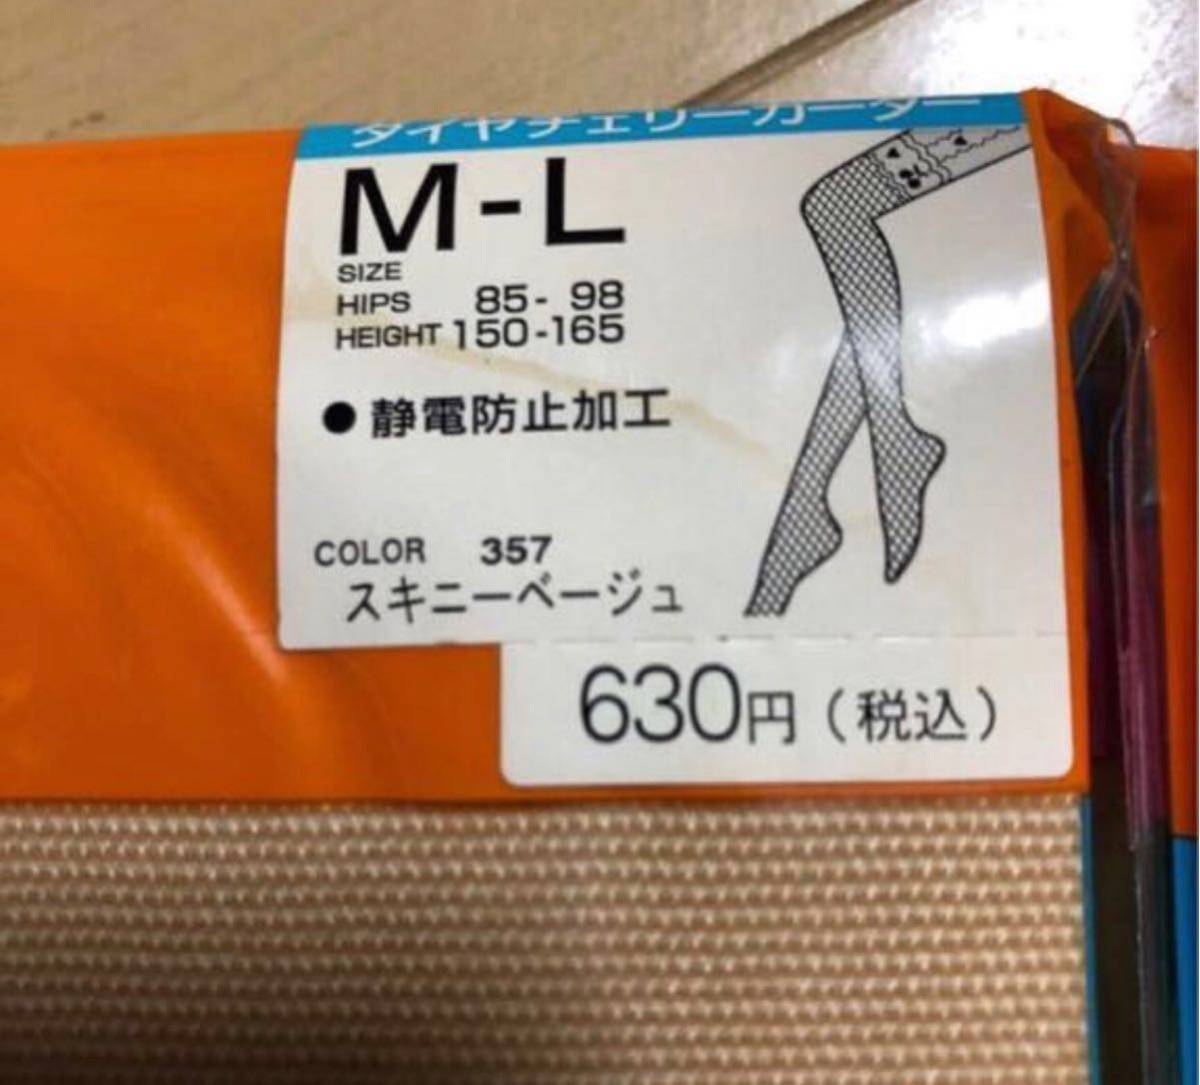 ダイヤチェリーガーター
M-L
SIZE
HIPS 85- 98
HEIGHT 150-165
●静電防止加工
COLOR 357
スキニーベージュ
630円（税込）